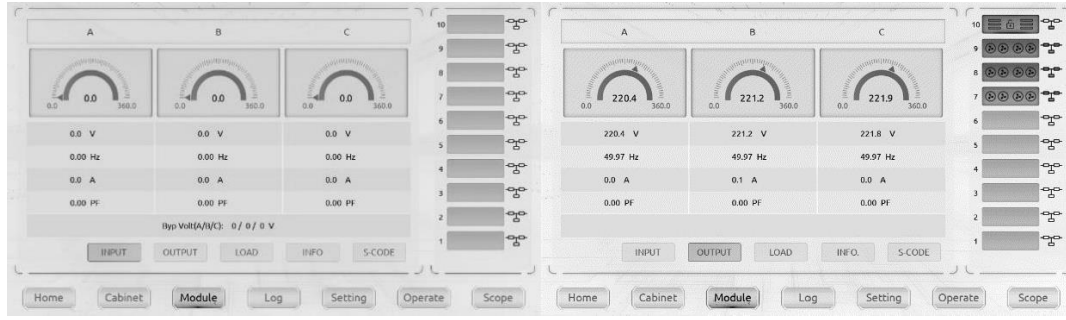 A B C
0.0 0.0 0.0
0.0 360.0 0.0 360.0 0.0 360.0
0.0 V 0.0 V 0.0 V
0.00 Hz 0.00 Hz 0.00 Hz
0.0 A 0.0 A 0.0 A
0.00 PF 0.00 PF 0.00 PF
Byp Volt(A/B/C): 0 / 0 / 0 V
INPUT OUTPUT LOAD INFO S-CODE
10
9
8
7
6
5
4
3
2
1
Home Cabinet Module Log Setting Operate Scope
A B C
220.4 221.2 221.9
0.0 360.0 0.0 360.0 0.0 360.0
220.4 V 221.2 V 221.8 V
49.97 Hz 49.97 Hz 49.97 Hz
0.0 A 0.1 A 0.0 A
0.00 PF 0.00 PF 0.00 PF
INPUT OUTPUT LOAD INFO. S-CODE
10
9
8
7
6
5
4
3
2
1
Home Cabinet Module Log Setting Operate Scope